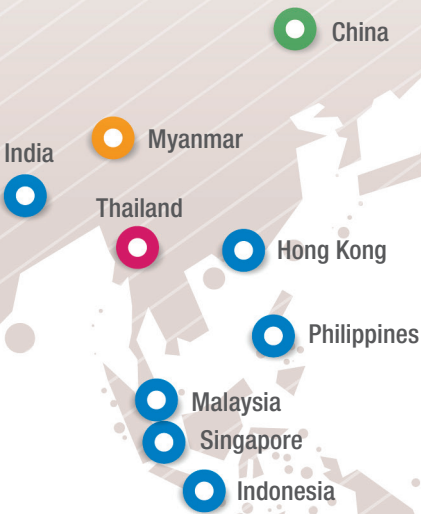 China
Myanmar
India
Thailand
Hong Kong
Philippines
Malaysia
Singapore
Indonesia